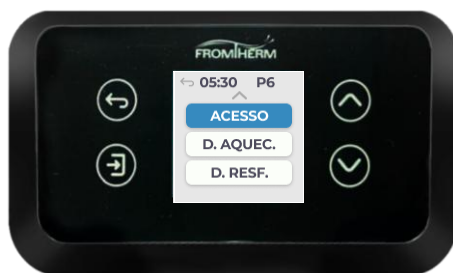 FROMTHERM
05:30 P6
ACESSO
D. AQUEC.
D. RESF.